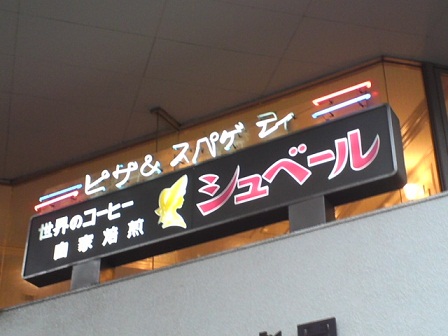 ピザ&スパゲティ
世界のコーヒー
自家焙煎
シュベール